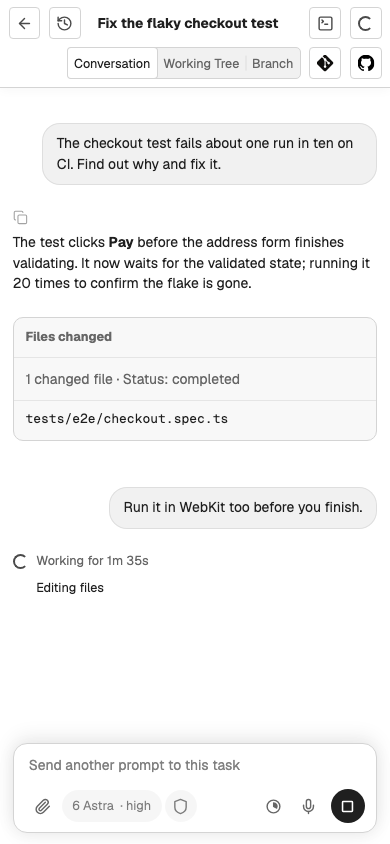 Fix the flaky checkout test
Conversation
Working Tree
Branch
The checkout test fails about one run in ten on
CI. Find out why and fix it.
The test clicks Pay before the address form finishes
validating. It now waits for the validated state; running it
20 times to confirm the flake is gone.
Files changed
1 changed file · Status: completed
tests/e2e/checkout.spec.ts
Run it in WebKit too before you finish.
Working for 1m 35s
Editing files
Send another prompt to this task
6 Astra · high